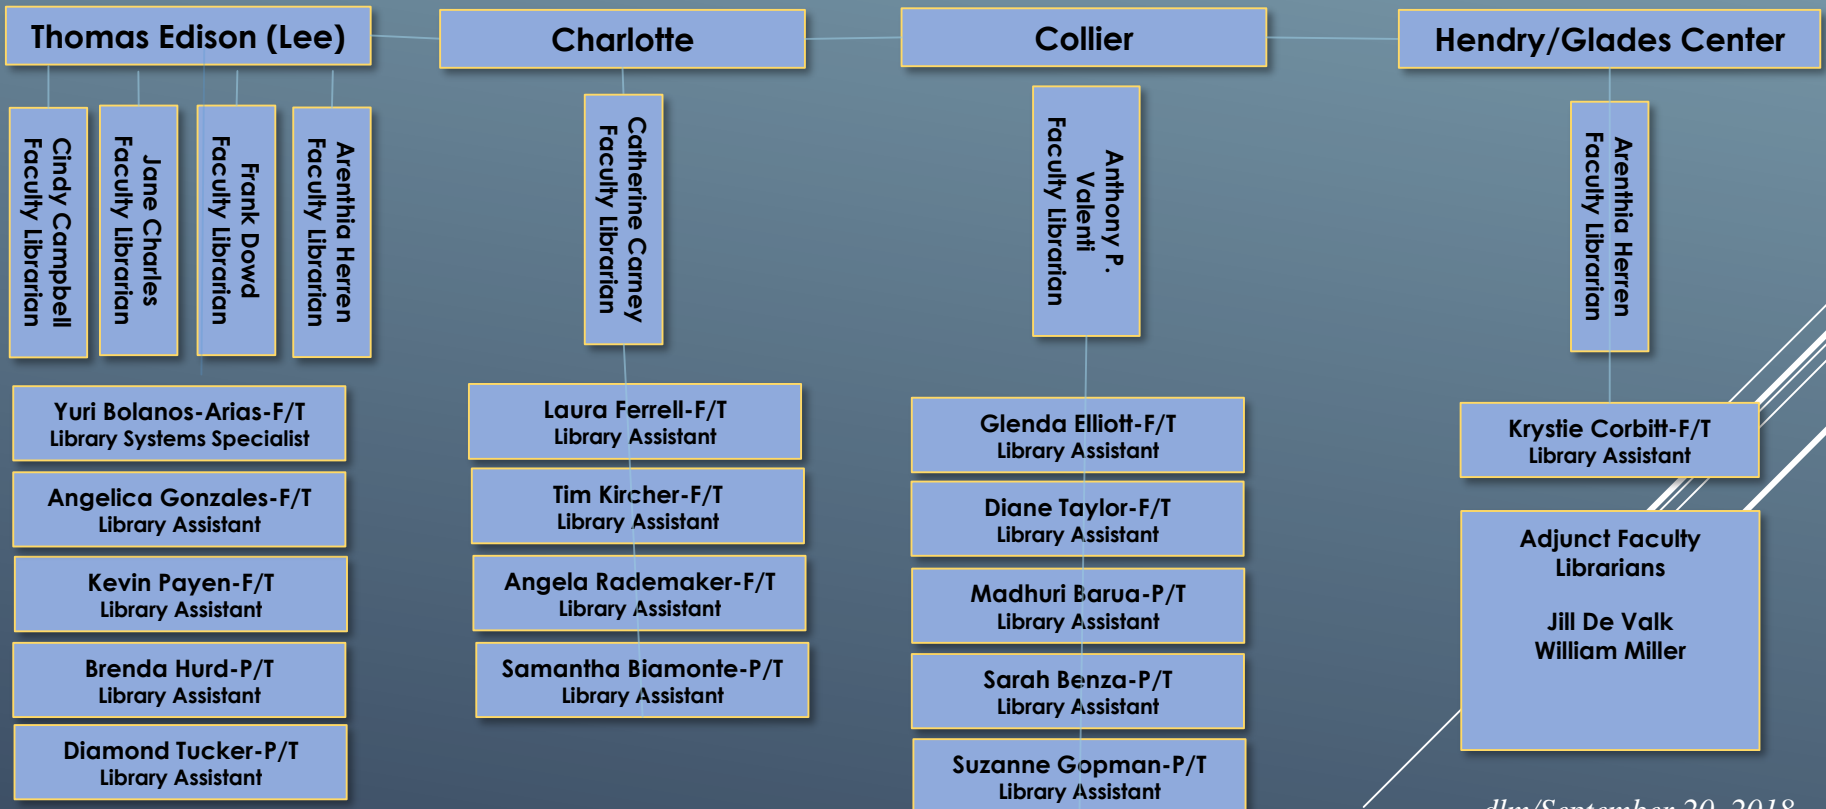 Thomas Edison (Lee)
Charlotte
Collier
Hendry/Glades Center
Cindy Campbell
Faculty Librarian
Jane Charles
Faculty Librarian
Frank Dowd
Faculty Librarian
Arenthia Herren
Faculty Librarian
Catherine Carney
Faculty Librarian
Anthony P.
Valenti
Faculty Librarian
Arenthia Herren
Faculty Librarian
Yuri Bolanos-Arias-F/T
Library Systems Specialist
Angelica Gonzales-F/T
Library Assistant
Kevin Payen-F/T
Library Assistant
Brenda Hurd-P/T
Library Assistant
Diamond Tucker-P/T
Library Assistant
Laura Ferrell-F/T
Library Assistant
Tim Kircher-F/T
Library Assistant
Angela Rademaker-F/T
Library Assistant
Samantha Biamonte-P/T
Library Assistant
Glenda Elliott-F/T
Library Assistant
Diane Taylor-F/T
Library Assistant
Madhuri Barua-P/T
Library Assistant
Sarah Benza-P/T
Library Assistant
Suzanne Gopman-P/T
Library Assistant
Krystie Corbitt-F/T
Library Assistant
Adjunct Faculty
Librarians
Jill De Valk
William Miller
dlm/September 20, 2018